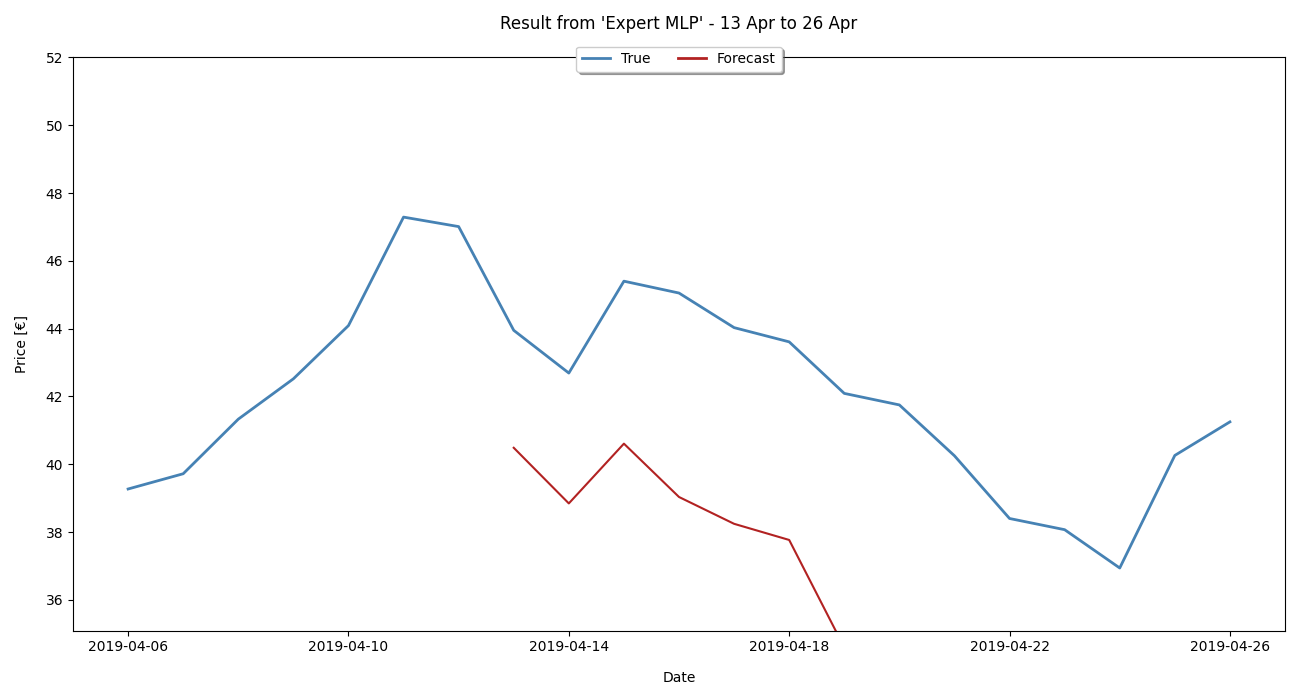 Result from 'Expert MLP' - 13 Apr to 26 Apr
True Forecast
52
50
48
46
44
42
40
38
36
Price [€]
2019-04-06 2019-04-10 2019-04-14 2019-04-18 2019-04-22 2019-04-26
Date